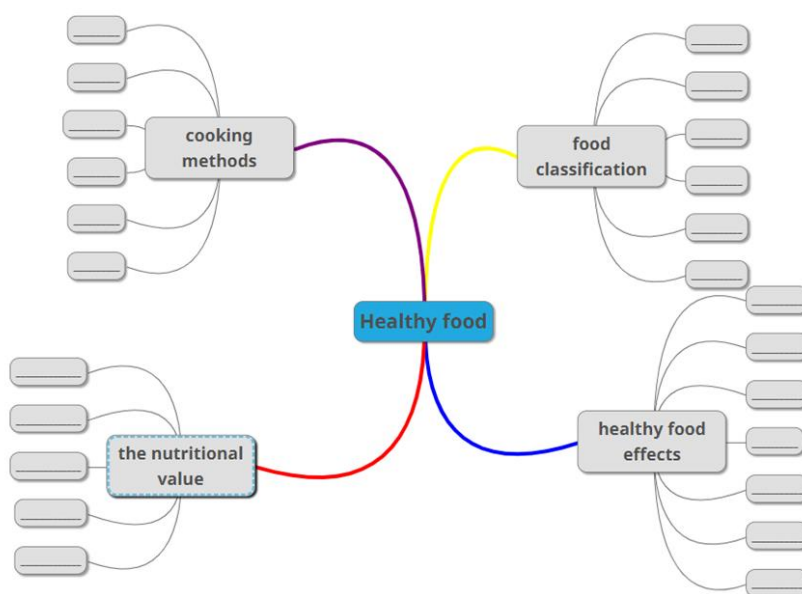 cooking
methods
food
classification
Healthy food
the nutritional
value
healthy food
effects